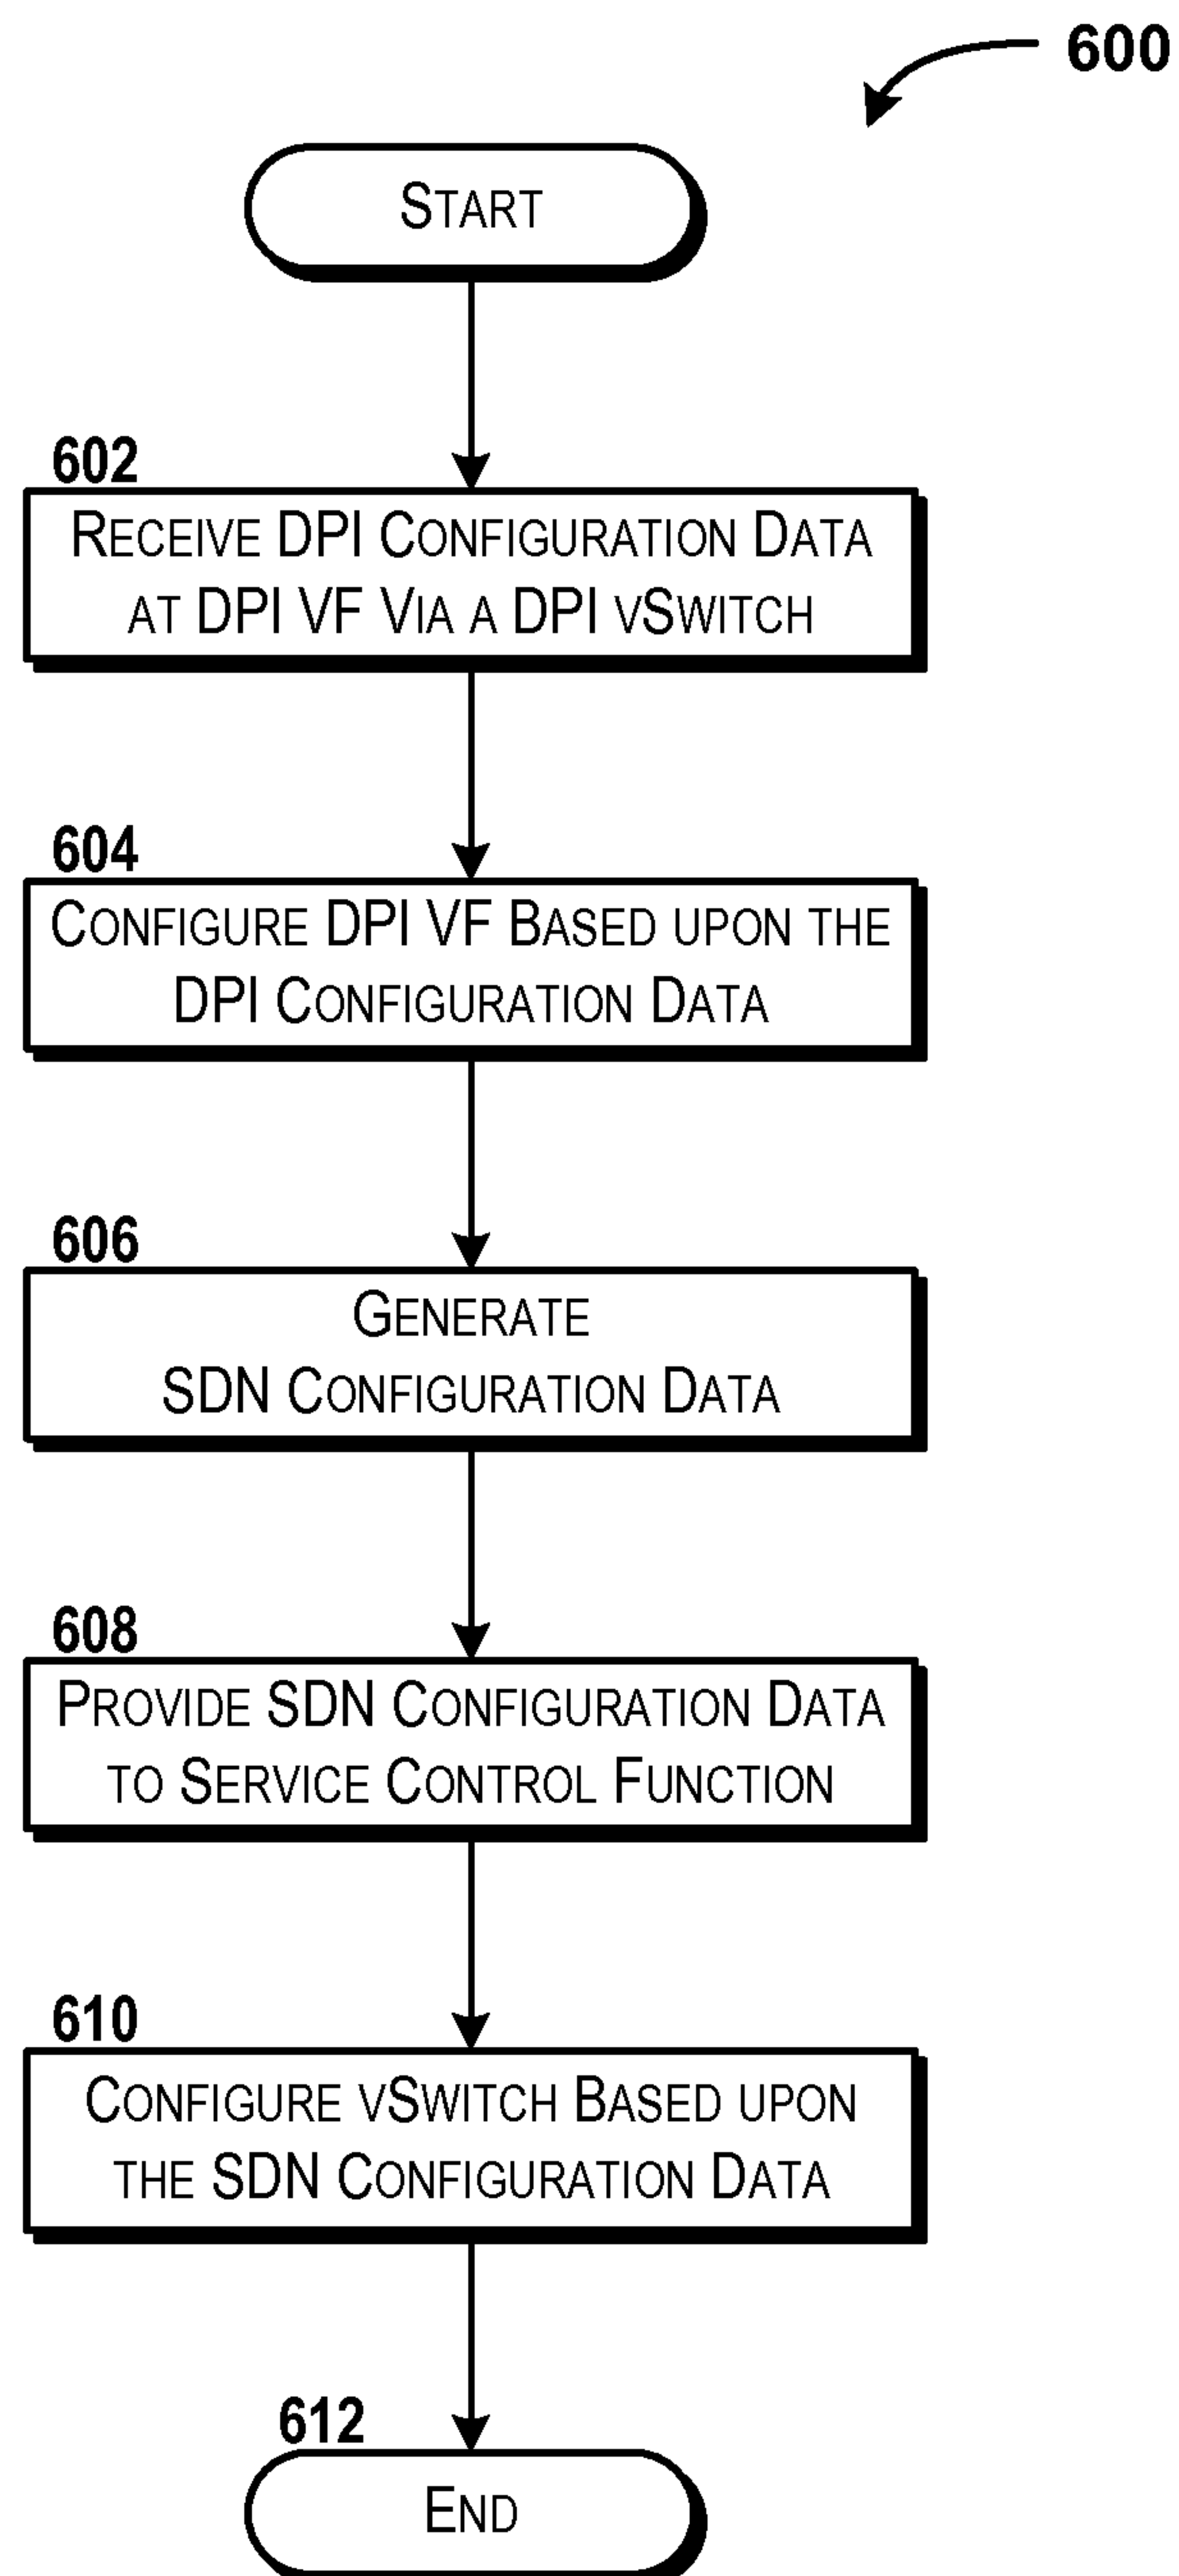 600
START
602
RECEIVE DPI CONFIGURATION DATA
AT DPI VF VIA A DPI VSWITCH
604
CONFIGURE DPI VF BASED UPON THE
DPI CONFIGURATION DATA
606
GENERATE
SDN CONFIGURATION DATA
608
PROVIDE SDN CONFIGURATION DATA
TO SERVICE CONTROL FUNCTION
610
CONFIGURE VSWITCH BASED UPON
THE SDN CONFIGURATION DATA
612
END